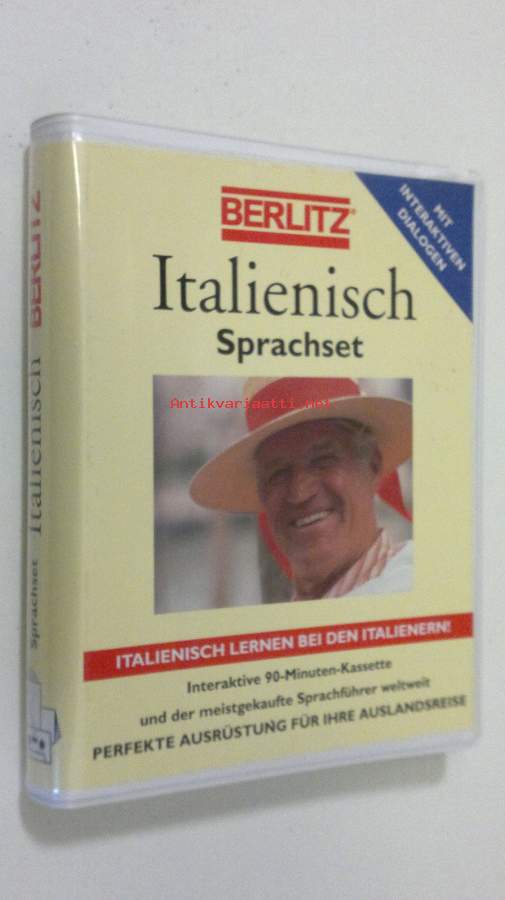 BERLITZ®
MIT
INTERAKTIVEN
DIALOGEN
Italienisch
Sprachset
Antikvariaatti.net
ITALIENISCH LERNEN BEI DEN ITALIENERN!
Interaktive 90-Minuten-Kassette
und der meistgekaufte Sprachführer weltweit
PERFEKTE AUSRÜSTUNG FÜR IHRE AUSLANDSREISE
Sprachset Italienisch BERLITZ